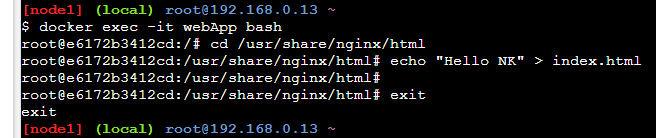 [node1] (local) root@192.168.0.13 ~
$ docker exec -it webApp bash
root@e6172b3412cd:/# cd /usr/share/nginx/html
root@e6172b3412cd:/usr/share/nginx/html# echo "Hello NK" > index.html
root@e6172b3412cd:/usr/share/nginx/html#
root@e6172b3412cd:/usr/share/nginx/html# exit
exit
[node1] (local) root@192.168.0.13 ~